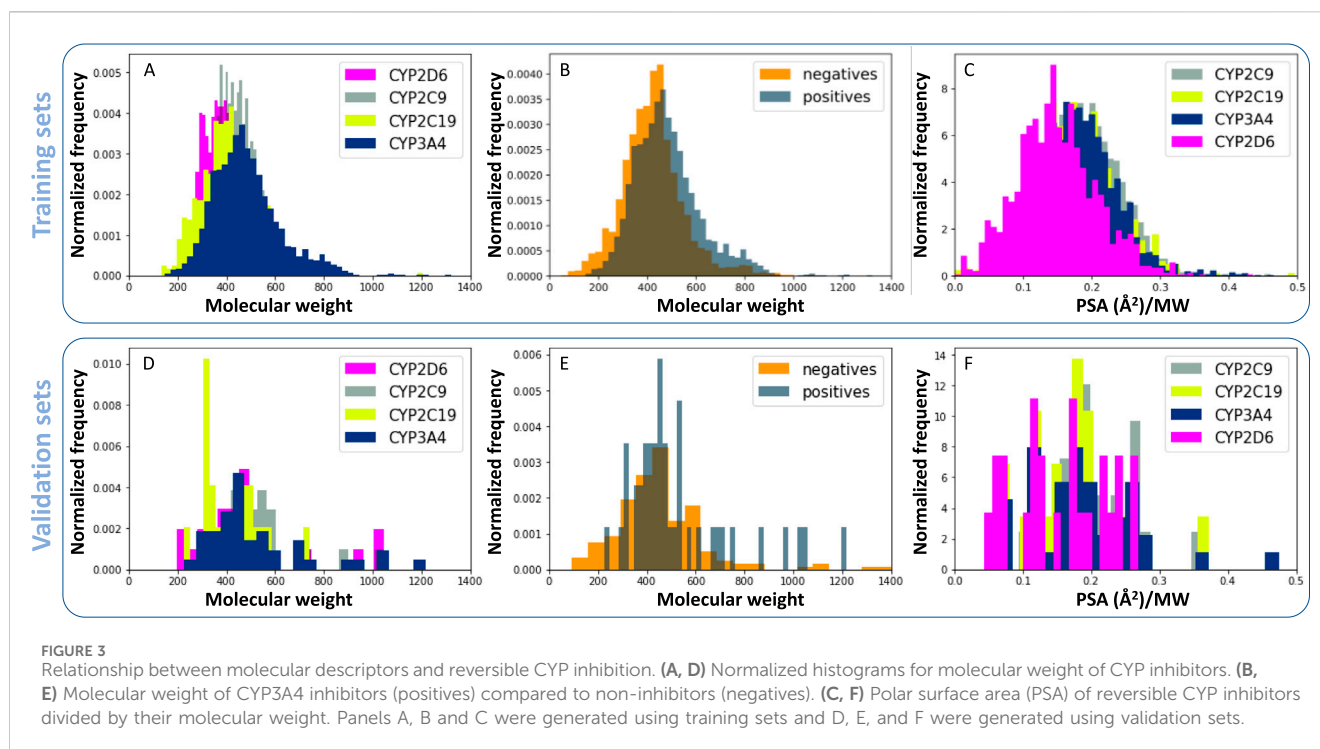 Training sets
A
CYP2D6
CYP2C9
CYP2C19
CYP3A4
Normalized frequency
0.005
0.004
0.003
0.002
0.001
0.000
0 200 400 600 800 1000 1200 1400
Molecular weight
B
negatives
positives
Normalized frequency
0.0040
0.0035
0.0030
0.0025
0.0020
0.0015
0.0010
0.0005
0.0000
0 200 400 600 800 1000 1200 1400
Molecular weight
C
CYP2C9
CYP2C19
CYP3A4
CYP2D6
Normalized frequency
8
6
4
2
0
0.0 0.1 0.2 0.3 0.4 0.5
PSA (Å²)/MW
Validation sets
D
CYP2D6
CYP2C9
CYP2C19
CYP3A4
Normalized frequency
0.010
0.008
0.006
0.004
0.002
0.000
0 200 400 600 800 1000 1200 1400
Molecular weight
E
negatives
positives
Normalized frequency
0.006
0.005
0.004
0.003
0.002
0.001
0.000
0 200 400 600 800 1000 1200 1400
Molecular weight
F
CYP2C9
CYP2C19
CYP3A4
CYP2D6
Normalized frequency
14
12
10
8
6
4
2
0
0.0 0.1 0.2 0.3 0.4 0.5
PSA (Å²)/MW
FIGURE 3
Relationship between molecular descriptors and reversible CYP inhibition. (A, D) Normalized histograms for molecular weight of CYP inhibitors. (B,
E) Molecular weight of CYP3A4 inhibitors (positives) compared to non-inhibitors (negatives). (C, F) Polar surface area (PSA) of reversible CYP inhibitors
divided by their molecular weight. Panels A, B and C were generated using training sets and D, E, and F were generated using validation sets.